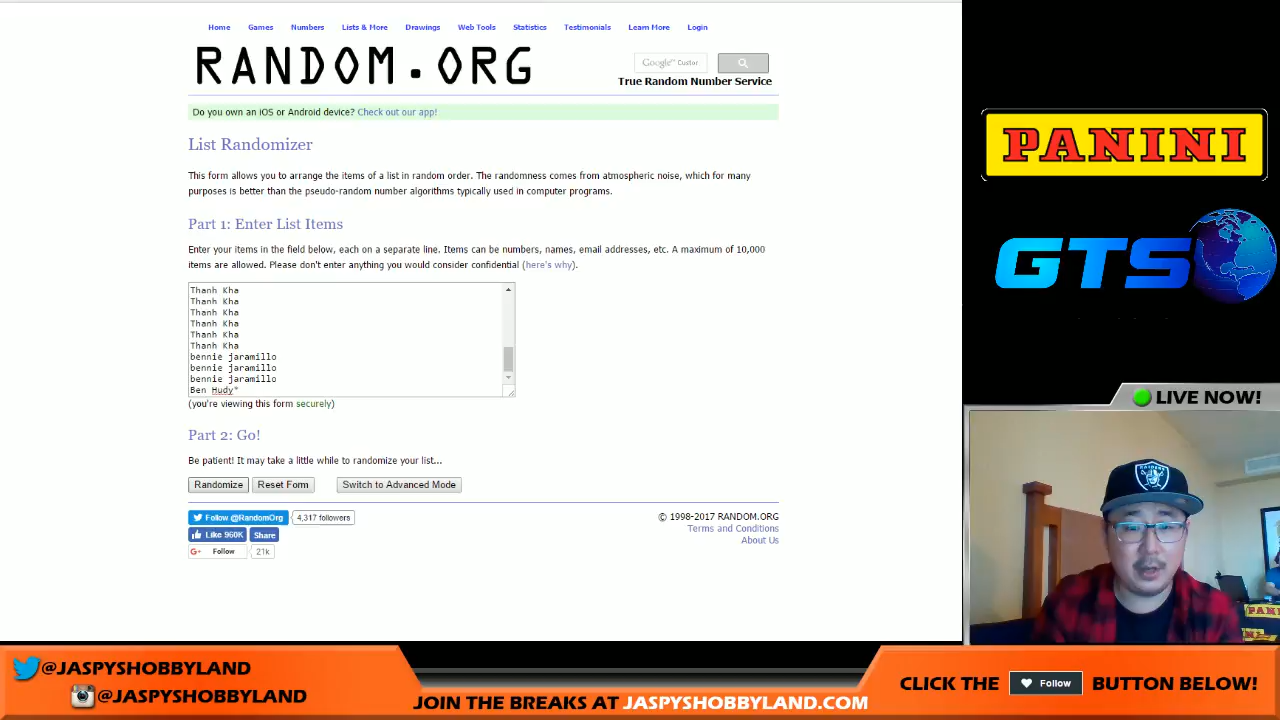 Home Games Numbers Lists & More Drawings Web Tools Statistics Testimonials Learn More Login
RANDOM.ORG
Google™ Custor
True Random Number Service
Do you own an iOS or Android device? Check out our app!
List Randomizer
This form allows you to arrange the items of a list in random order. The randomness comes from atmospheric noise, which for many
purposes is better than the pseudo-random number algorithms typically used in computer programs.
Part 1: Enter List Items
Enter your items in the field below, each on a separate line. Items can be numbers, names, email addresses, etc. A maximum of 10,000
items are allowed. Please don't enter anything you would consider confidential (here's why).
Thanh Kha
Thanh Kha
Thanh Kha
Thanh Kha
Thanh Kha
Thanh Kha
bennie jaramillo
bennie jaramillo
bennie jaramillo
Ben Hudy*
(you're viewing this form securely)
Part 2: Go!
Be patient! It may take a little while to randomize your list...
Randomize Reset Form Switch to Advanced Mode
Follow @RandomOrg 4,317 followers
Like 960K Share
G+ Follow 21k
© 1998-2017 RANDOM.ORG
Terms and Conditions
About Us
PANINI
GTS
LIVE NOW!
RAIDERS
PANINI
@JASPYSHOBBYLAND
@JASPYSHOBBYLAND
JOIN THE BREAKS AT JASPYSHOBBYLAND.COM
CLICK THE Follow BUTTON BELOW!